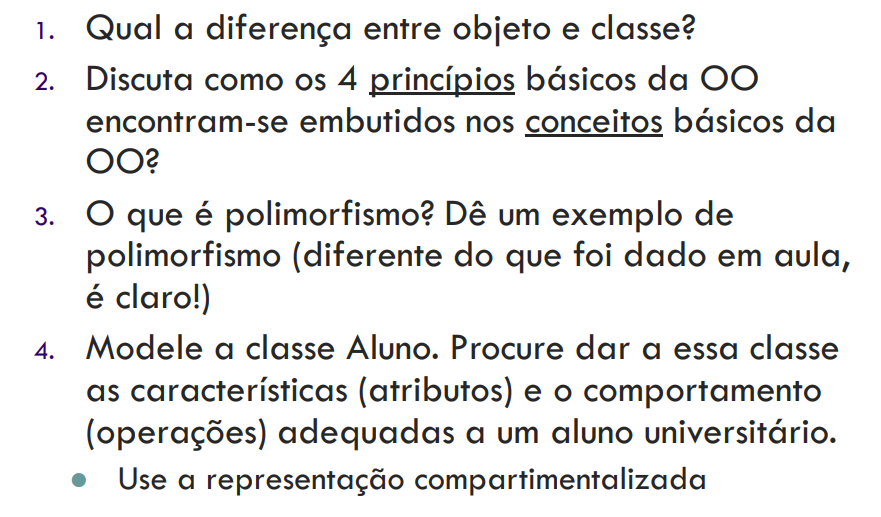 1. Qual a diferença entre objeto e classe?
2. Discuta como os 4 princípios básicos da OO
encontram-se embutidos nos conceitos básicos da
OO?
3. O que é polimorfismo? Dê um exemplo de
polimorfismo (diferente do que foi dado em aula,
é claro!)
4. Modele a classe Aluno. Procure dar a essa classe
as características (atributos) e o comportamento
(operações) adequadas a um aluno universitário.
● Use a representação compartimentalizada